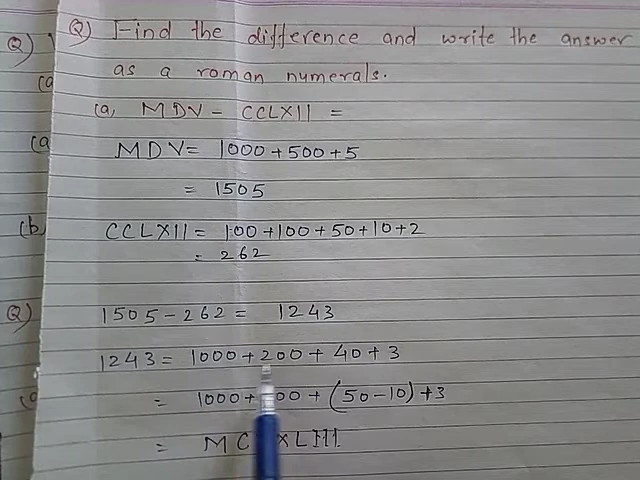 Q) Find the difference and write the answer
as a roman numerals.
(a, MDV - CCLXII =
(a
MDV = 1000 + 500 + 5
= 1505
(b, CCLXII = 100 + 100 + 50 + 10 + 2
= 262
Q) 1505 - 262 = 1243
1243 = 1000 + 200 + 40 + 3
= 1000 + 00 + (50 - 10) + 3
= MC XLIII